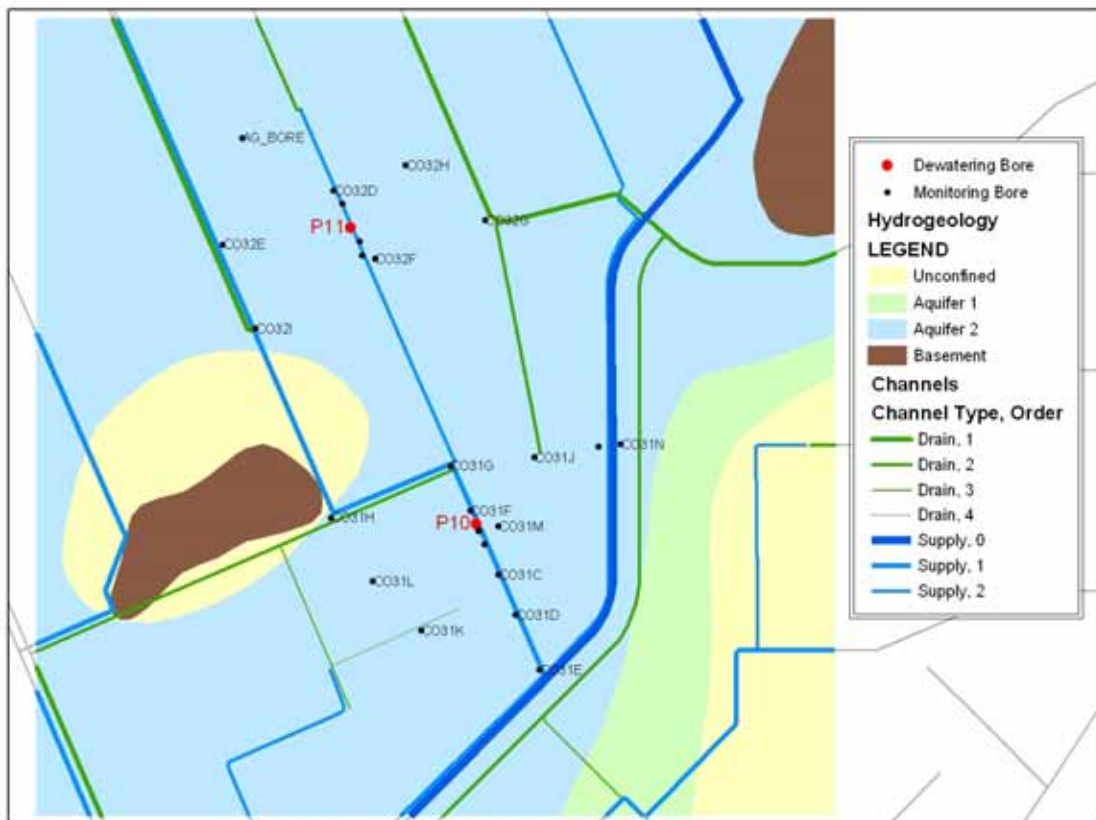 AG_BORE
CO32H
CO32D
P11
CO32G
CO32E
CO32F
CO32I
CO31G
CO31J
CO31N
CO31H
CO31F
P10
CO31M
CO31L
CO31C
CO31D
CO31K
CO31E
Dewatering Bore
Monitoring Bore
Hydrogeology
LEGEND
Unconfined
Aquifer 1
Aquifer 2
Basement
Channels
Channel Type, Order
Drain, 1
Drain, 2
Drain, 3
Drain, 4
Supply, 0
Supply, 1
Supply, 2